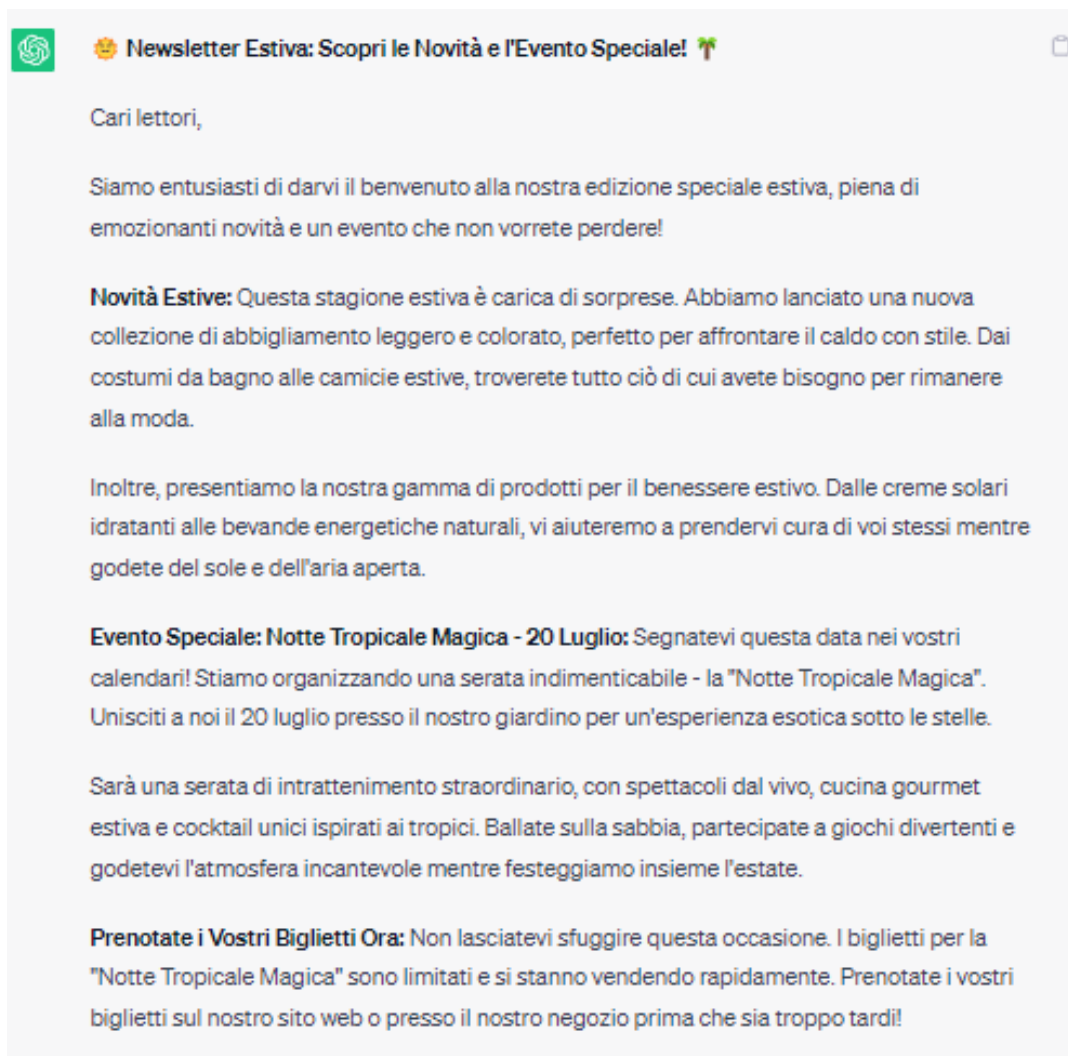 🌞 Newsletter Estiva: Scopri le Novità e l'Evento Speciale! 🌴
Cari lettori,
Siamo entusiasti di darvi il benvenuto alla nostra edizione speciale estiva, piena di
emozionanti novità e un evento che non vorrete perdere!
Novità Estive: Questa stagione estiva è carica di sorprese. Abbiamo lanciato una nuova
collezione di abbigliamento leggero e colorato, perfetto per affrontare il caldo con stile. Dai
costumi da bagno alle camicie estive, troverete tutto ciò di cui avete bisogno per rimanere
alla moda.
Inoltre, presentiamo la nostra gamma di prodotti per il benessere estivo. Dalle creme solari
idratanti alle bevande energetiche naturali, vi aiuteremo a prendervi cura di voi stessi mentre
godete del sole e dell'aria aperta.
Evento Speciale: Notte Tropicale Magica - 20 Luglio: Segnatevi questa data nei vostri
calendari! Stiamo organizzando una serata indimenticabile - la "Notte Tropicale Magica".
Unisciti a noi il 20 luglio presso il nostro giardino per un'esperienza esotica sotto le stelle.
Sarà una serata di intrattenimento straordinario, con spettacoli dal vivo, cucina gourmet
estiva e cocktail unici ispirati ai tropici. Ballate sulla sabbia, partecipate a giochi divertenti e
godetevi l'atmosfera incantevole mentre festeggiamo insieme l'estate.
Prenotate i Vostri Biglietti Ora: Non lasciatevi sfuggire questa occasione. I biglietti per la
"Notte Tropicale Magica" sono limitati e si stanno vendendo rapidamente. Prenotate i vostri
biglietti sul nostro sito web o presso il nostro negozio prima che sia troppo tardi!